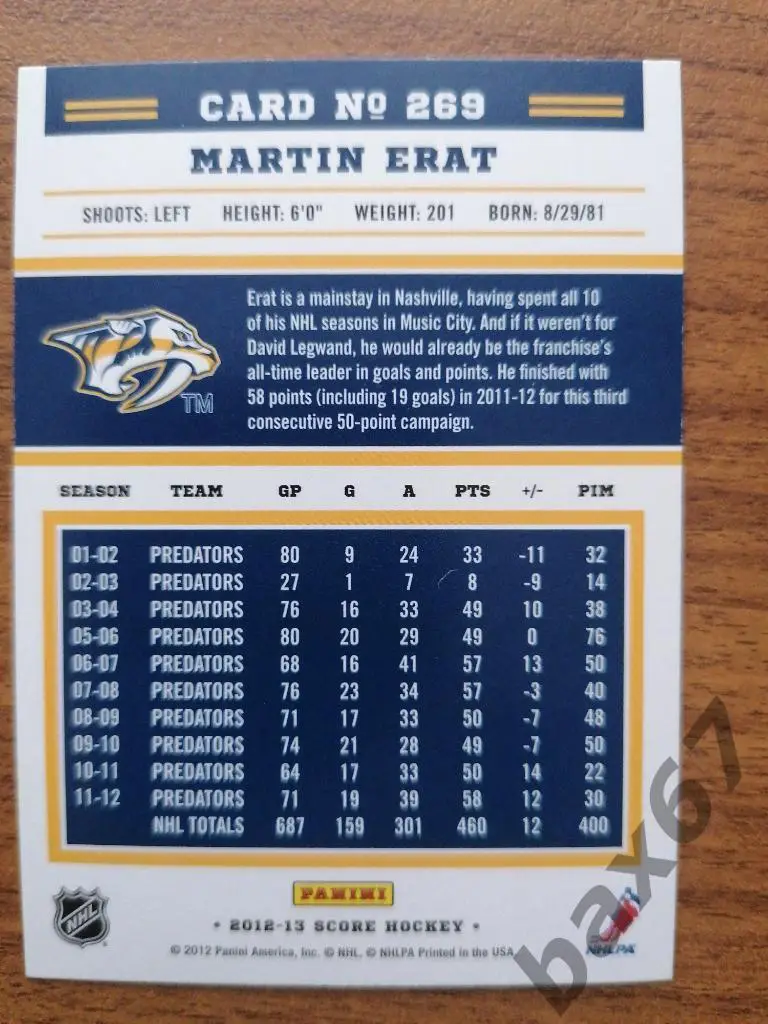 CARD Nº 269
MARTIN ERAT
SHOOTS: LEFT HEIGHT: 6'0" WEIGHT: 201 BORN: 8/29/81
Erat is a mainstay in Nashville, having spent all 10
of his NHL seasons in Music City. And if it weren't for
David Legwand, he would already be the franchise's
all-time leader in goals and points. He finished with
58 points (including 19 goals) in 2011-12 for this third
consecutive 50-point campaign.
TM
SEASON TEAM GP G A PTS +/- PIM
01-02 PREDATORS 80 9 24 33 -11 32
02-03 PREDATORS 27 1 7 8 -9 14
03-04 PREDATORS 76 16 33 49 10 38
05-06 PREDATORS 80 20 29 49 0 76
06-07 PREDATORS 68 16 41 57 13 50
07-08 PREDATORS 76 23 34 57 -3 40
08-09 PREDATORS 71 17 33 50 -7 48
09-10 PREDATORS 74 21 28 49 -7 50
10-11 PREDATORS 64 17 33 50 14 22
11-12 PREDATORS 71 19 39 58 12 30
NHL TOTALS 687 159 301 460 12 400
PANINI
NHL
• 2012-13 SCORE HOCKEY •
NHLPA
© 2012 Panini America, Inc. © NHL, © NHLPA Printed in the USA
bax67